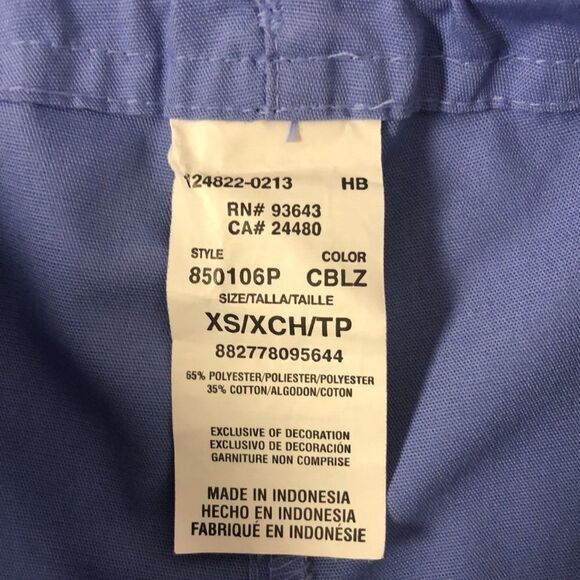 124822-0213 HB
RN# 93643
CA# 24480
STYLE COLOR
850106P CBLZ
SIZE/TALLA/TAILLE
XS/XCH/TP
882778095644
65% POLYESTER/POLIESTER/POLYESTER
35% COTTON/ALGODON/COTON
EXCLUSIVE OF DECORATION
EXCLUSIVO DE DECORACIÓN
GARNITURE NON COMPRISE
MADE IN INDONESIA
HECHO EN INDONESIA
FABRIQUÉ EN INDÉSIE